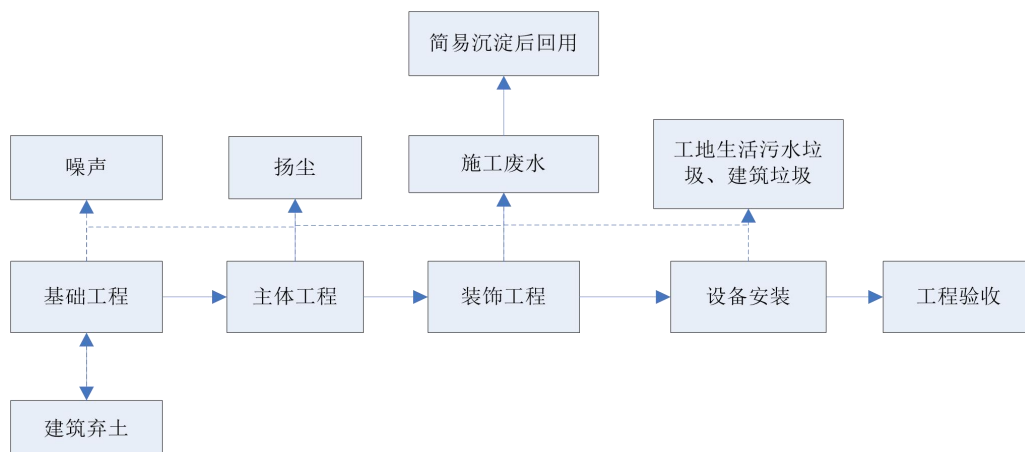 简易沉淀后回用
噪声
扬尘
施工废水
工地生活污水垃
圾、建筑垃圾
基础工程
主体工程
装饰工程
设备安装
工程验收
建筑弃土